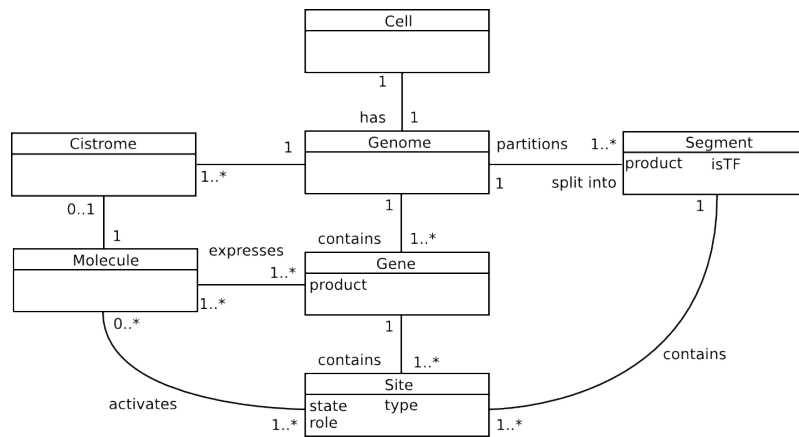 Cell
1
has 1
Cistrome
1
Genome
partitions 1..*
Segment
product isTF
1..*
1
split into
0..1
1
1
1
contains 1..*
expresses
Molecule
1..*
Gene
product
1..*
0..*
1
contains 1..*
contains
Site
activates
state type
role
1..*
1..*